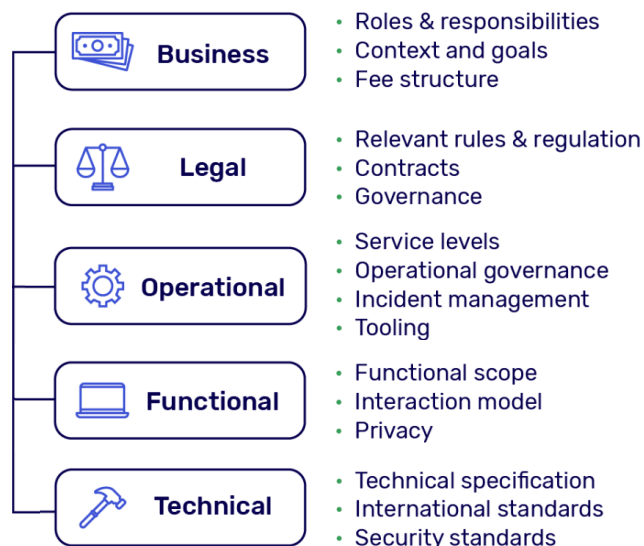 Business
Roles & responsibilities
Context and goals
Fee structure
Legal
Relevant rules & regulation
Contracts
Governance
Operational
Service levels
Operational governance
Incident management
Tooling
Functional
Functional scope
Interaction model
Privacy
Technical
Technical specification
International standards
Security standards